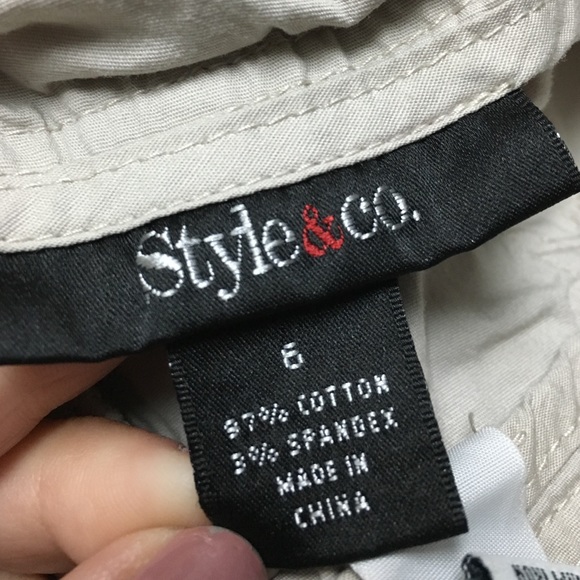 Style&co.
6
97% COTTON
3% SPANDEX
MADE IN
CHINA